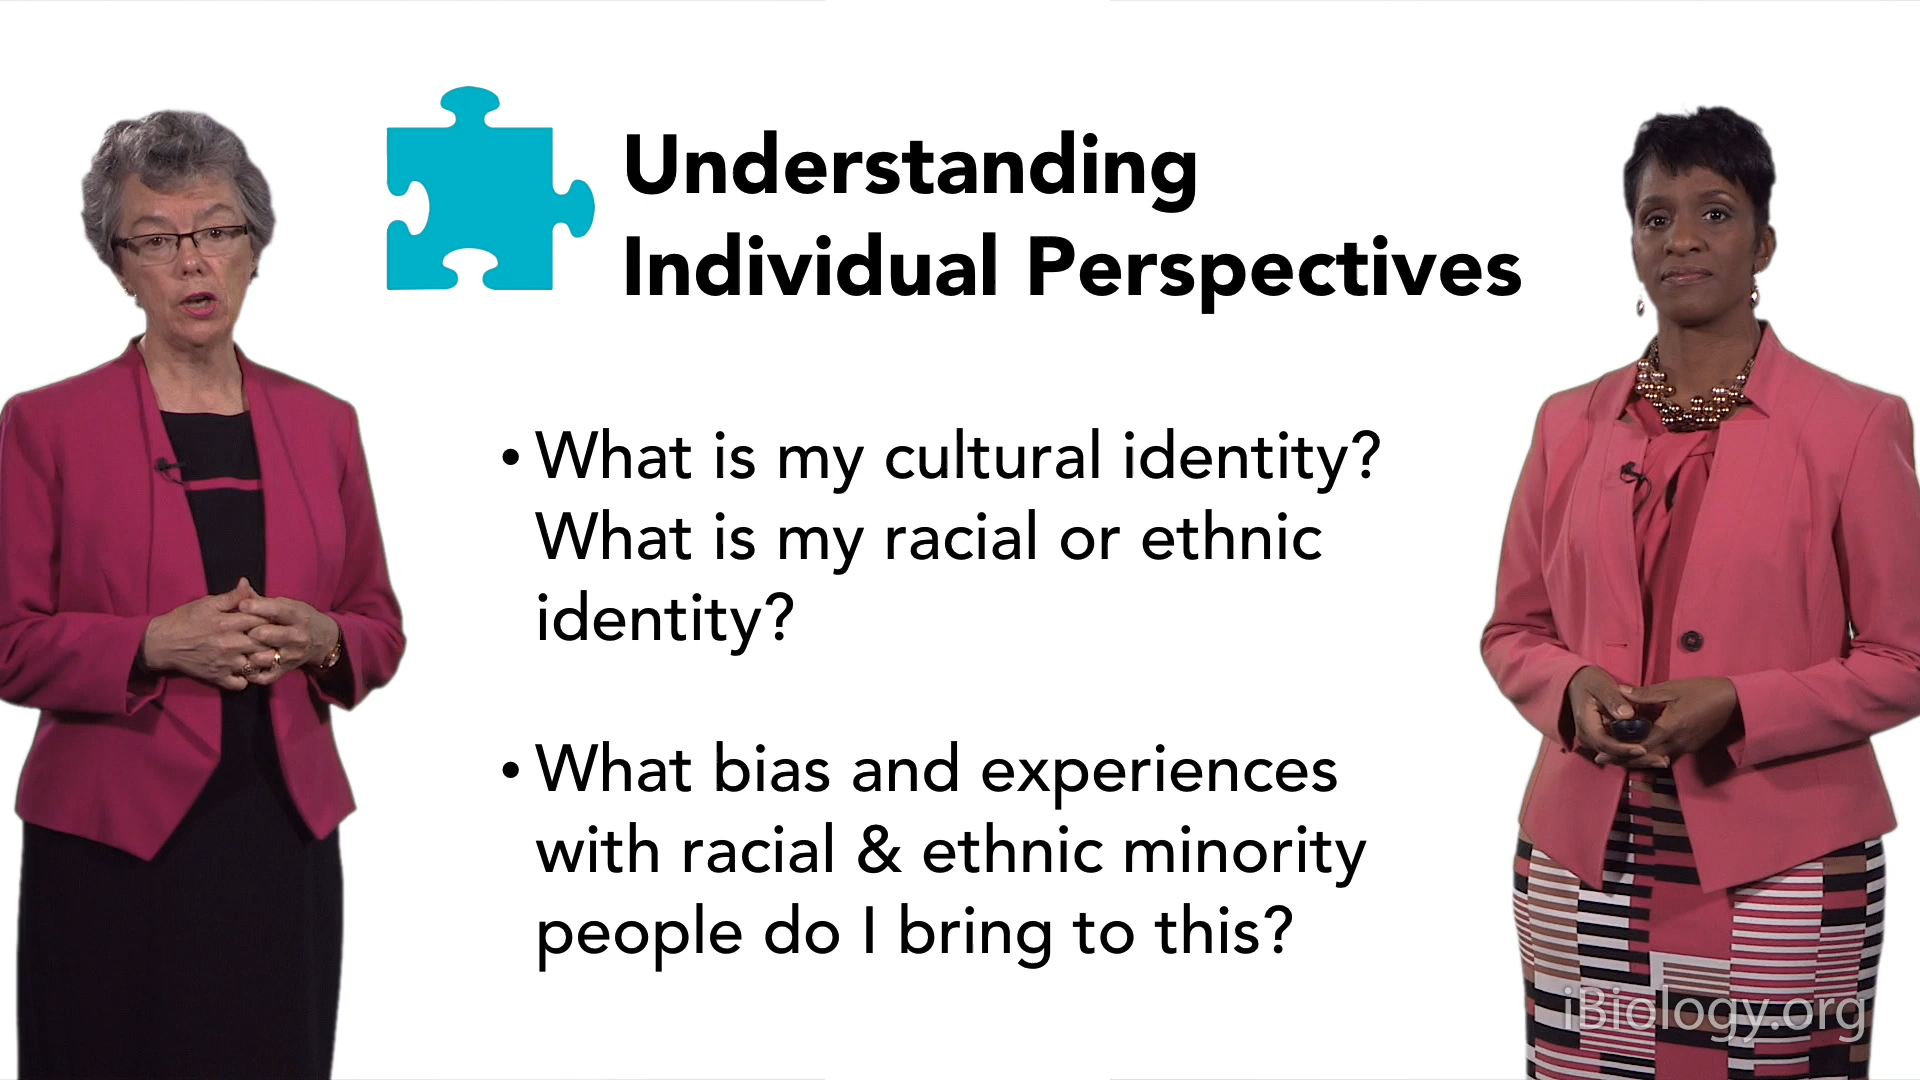 Understanding
Individual Perspectives
• What is my cultural identity?
What is my racial or ethnic
identity?
• What bias and experiences
with racial & ethnic minority
people do I bring to this?
iBiology.org